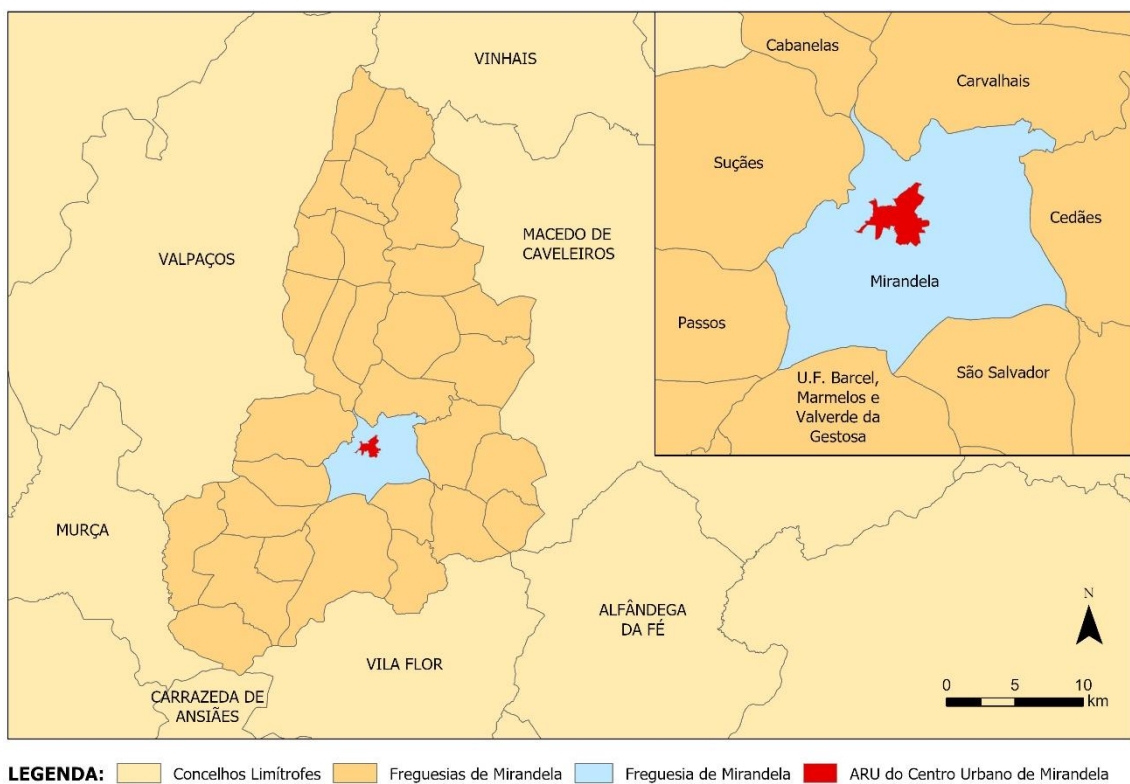 VINHAIS
VALPAÇOS
MACEDO DE
CAVELEIROS
MURÇA
ALFÂNDEGA
DA FÉ
VILA FLOR
CARRAZEDA DE
ANSIÃES
Cabanelas
Carvalhais
Suçães
Cedães
Mirandela
Passos
São Salvador
U.F. Barcel,
Marmelos e
Valverde da
Gestosa
N
0 5 10
km
LEGENDA: Concelhos Limítrofes Freguesias de Mirandela Freguesia de Mirandela ARU do Centro Urbano de Mirandela